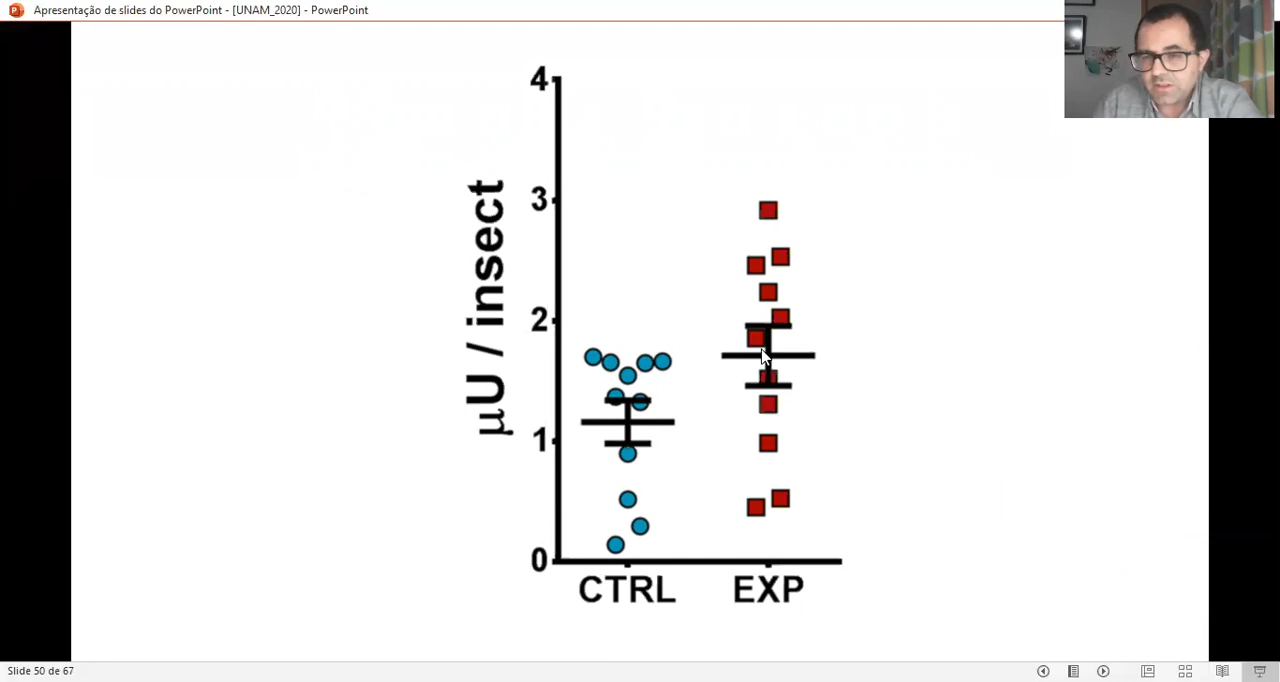 Apresentação de slides do PowerPoint - [UNAM_2020] - PowerPoint
4
3
2
1
0
µU / insect
CTRL EXP
Slide 50 de 67